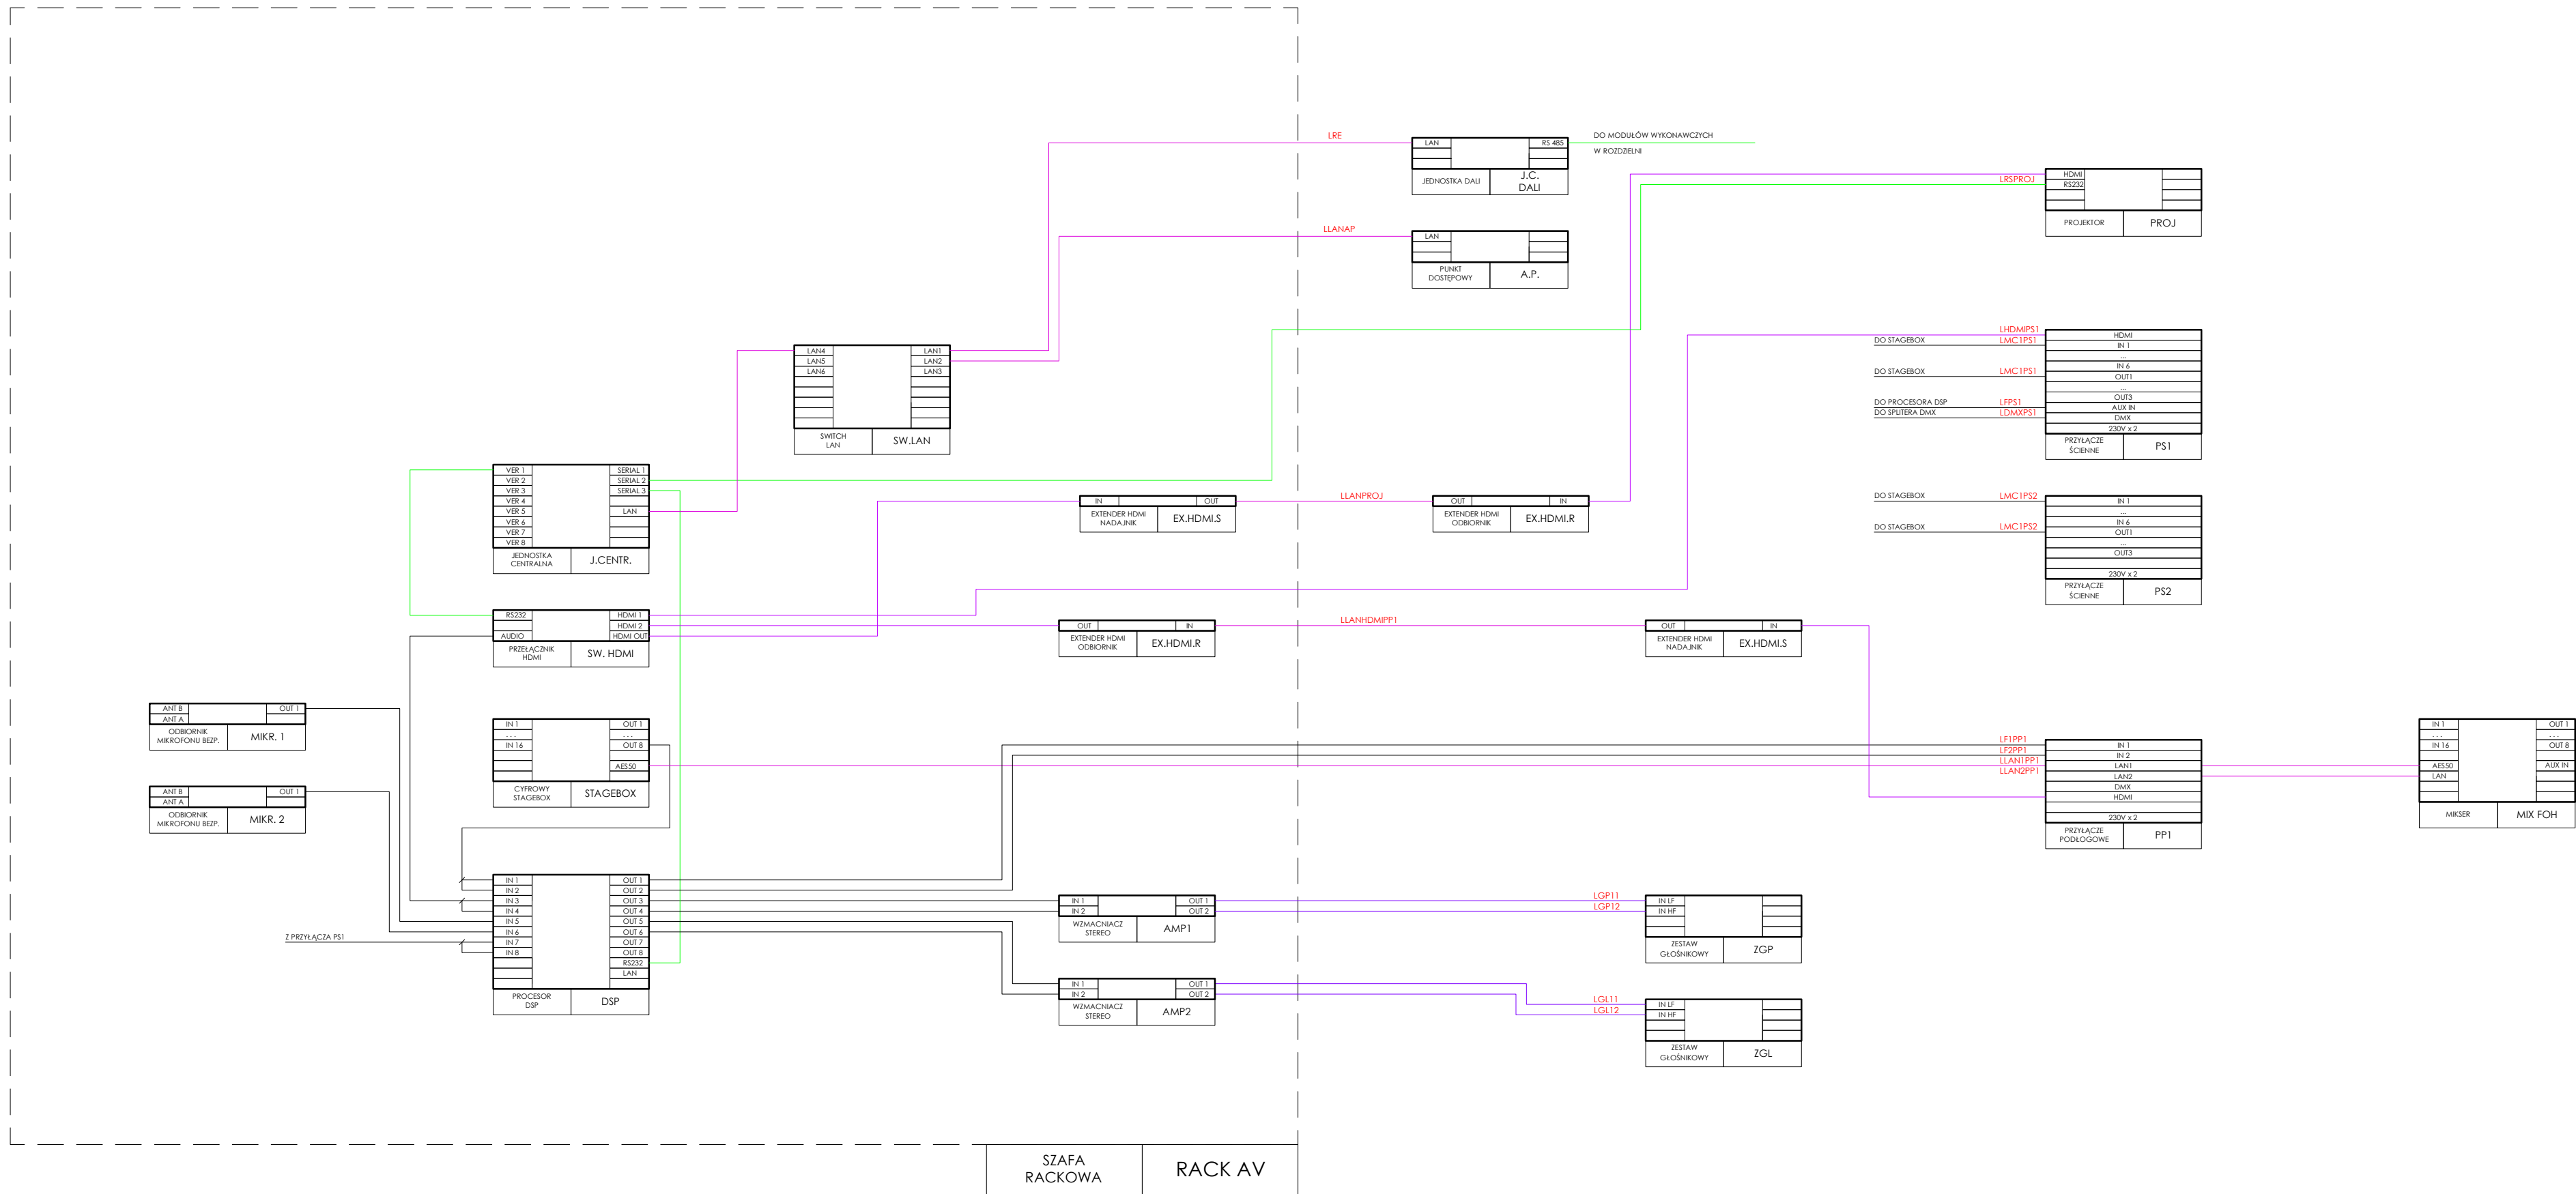 LRE
LAN
RS 485
JEDNOSTKA DALI
J.C.
DALI
DO MODUŁÓW WYKONAWCZYCH
W ROZDZIELNI
LLANAP
LAN
PUNKT
DOSTĘPOWY
A.P.
LRSPROJ
HDMI
RS232
PROJEKTOR
PROJ
LAN4
LAN5
LAN6
LAN1
LAN2
LAN3
SWITCH
LAN
SW.LAN
DO STAGEBOX
DO STAGEBOX
DO PROCESORA DSP
DO SPLITERA DMX
LHDMIPS1
LMC1PS1
LMC1PS1
LFPS1
LDMXPS1
HDMI
IN 1
...
IN 6
OUT1
...
OUT3
AUX IN
DMX
230V x 2
PRZYŁĄCZE
ŚCIENNE
PS1
VER 1
VER 2
VER 3
VER 4
VER 5
VER 6
VER 7
VER 8
SERIAL 1
SERIAL 2
SERIAL 3
LAN
JEDNOSTKA
CENTRALNA
J.CENTR.
IN
OUT
EXTENDER HDMI
NADAJNIK
EX.HDMI.S
LLANPROJ
OUT
IN
EXTENDER HDMI
ODBIORNIK
EX.HDMI.R
DO STAGEBOX
DO STAGEBOX
LMC1PS2
LMC1PS2
IN 1
...
IN 6
OUT1
...
OUT3
230V x 2
PRZYŁĄCZE
ŚCIENNE
PS2
RS232
AUDIO
HDMI 1
HDMI 2
HDMI OUT
PRZEŁĄCZNIK
HDMI
SW. HDMI
OUT
IN
EXTENDER HDMI
ODBIORNIK
EX.HDMI.R
LLANHDMIPP1
OUT
IN
EXTENDER HDMI
NADAJNIK
EX.HDMI.S
ANT B
ANT A
OUT 1
ODBIORNIK
MIKROFONU BEZP.
MIKR. 1
ANT B
ANT A
OUT 1
ODBIORNIK
MIKROFONU BEZP.
MIKR. 2
IN 1
...
IN 16
OUT 1
...
OUT 8
AES50
CYFROWY
STAGEBOX
STAGEBOX
LF1PP1
LF2PP1
LLAN1PP1
LLAN2PP1
IN 1
IN 2
LAN1
LAN2
DMX
HDMI
230V x 2
PRZYŁĄCZE
PODŁOGOWE
PP1
IN 1
...
IN 16
AES50
LAN
OUT 1
...
OUT 8
AUX IN
MIKSER
MIX FOH
Z PRZYŁĄCZA PS1
IN 1
IN 2
IN 3
IN 4
IN 5
IN 6
IN 7
IN 8
OUT 1
OUT 2
OUT 3
OUT 4
OUT 5
OUT 6
OUT 7
OUT 8
RS232
LAN
PROCESOR
DSP
DSP
IN 1
IN 2
OUT 1
OUT 2
WZMACNIACZ
STEREO
AMP1
LGP11
LGP12
IN LF
IN HF
ZESTAW
GŁOŚNIKOWY
ZGP
IN 1
IN 2
OUT 1
OUT 2
WZMACNIACZ
STEREO
AMP2
LGL11
LGL12
IN LF
IN HF
ZESTAW
GŁOŚNIKOWY
ZGL
SZAFA
RACKOWA
RACK AV